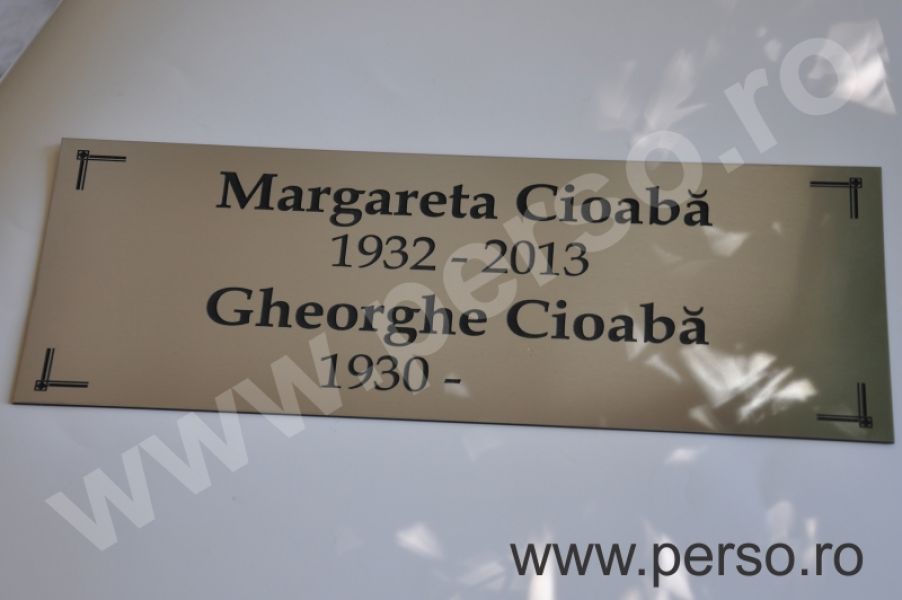 Margareta Cioabă
1932 - 2013
Gheorghe Cioabă
1930 -
www.perso.ro
www.perso.ro